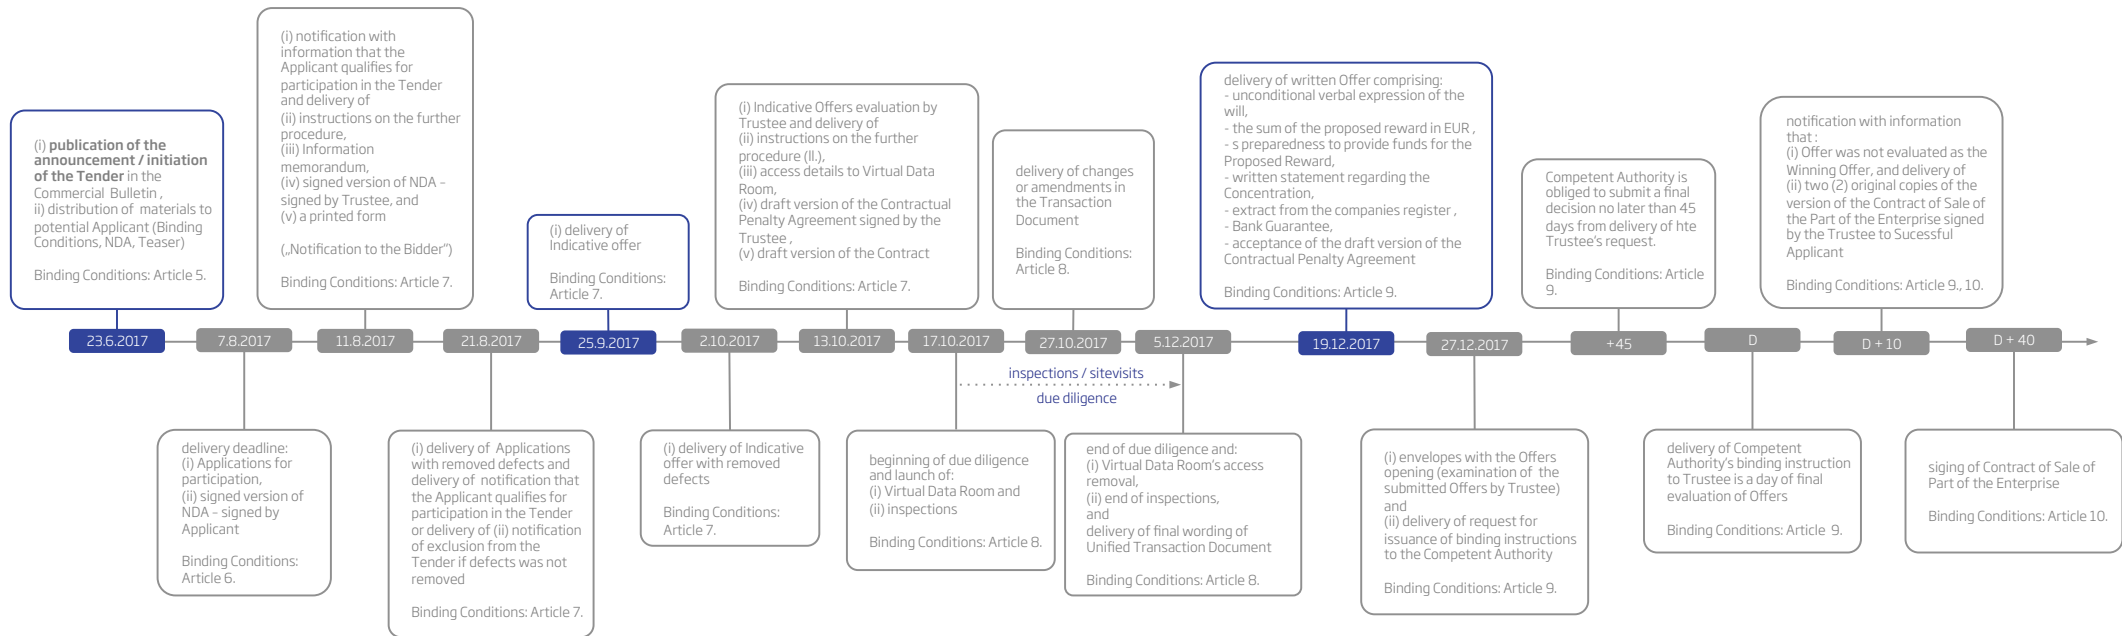 (i) publication of the
announcement / initiation
of the Tender in the
Commercial Bulletin ,
ii) distribution of materials to
potential Applicant (Binding
Conditions, NDA, Teaser)
Binding Conditions: Article 5.
(i) notification with
information that the
Applicant qualifies for
participation in the Tender
and delivery of
(ii) instructions on the further
procedure,
(iii) Information
memorandum,
(iv) signed version of NDA –
signed by Trustee, and
(v) a printed form
(„Notification to the Bidder”)
Binding Conditions: Article 7.
(i) delivery of
Indicative offer
Binding Conditions:
Article 7.
(i) Indicative Offers evaluation by
Trustee and delivery of
(ii) instructions on the further
procedure (II.),
(iii) access details to Virtual Data
Room,
(iv) draft version of the Contractual
Penalty Agreement signed by the
Trustee ,
(v) draft version of the Contract
Binding Conditions: Article 7.
delivery of changes
or amendments in
the Transaction
Document
Binding Conditions:
Article 8.
delivery of written Offer comprising:
- unconditional verbal expression of the
will,
- the sum of the proposed reward in EUR ,
- s preparedness to provide funds for the
Proposed Reward,
- written statement regarding the
Concentration,
- extract from the companies register ,
- Bank Guarantee,
- acceptance of the draft version of the
Contractual Penalty Agreement
Binding Conditions: Article 9.
Competent Authority is
obliged to submit a final
decision no later than 45
days from delivery of hte
Trustee's request.
Binding Conditions: Article
9.
notification with information
that :
(i) Offer was not evaluated as the
Winning Offer, and delivery of
(ii) two (2) original copies of the
version of the Contract of Sale of
the Part of the Enterprise signed
by the Trustee to Sucessful
Applicant
Binding Conditions: Article 9., 10.
23.6.2017
7.8.2017
11.8.2017
21.8.2017
25.9.2017
2.10.2017
13.10.2017
17.10.2017
27.10.2017
5.12.2017
19.12.2017
27.12.2017
+45
D
D + 10
D + 40
inspections / sitevisits
due diligence
delivery deadline:
(i) Applications for
participation,
(ii) signed version of
NDA – signed by
Applicant
Binding Conditions:
Article 6.
(i) delivery of Applications
with removed defects and
delivery of notification that
the Applicant qualifies for
participation in the Tender
or delivery of (ii) notification
of exclusion from the
Tender if defects was not
removed
Binding Conditions: Article 7.
(i) delivery of Indicative
offer with removed
defects
Binding Conditions:
Article 7.
beginning of due diligence
and launch of:
(i) Virtual Data Room and
(ii) inspections
Binding Conditions: Article 8.
end of due diligence and:
(i) Virtual Data Room's access
removal,
(ii) end of inspections,
and
delivery of final wording of
Unified Transaction Document
Binding Conditions: Article 8.
(i) envelopes with the Offers
opening (examination of the
submitted Offers by Trustee)
and
(ii) delivery of request for
issuance of binding instructions
to the Competent Authority
Binding Conditions: Article 9.
delivery of Competent
Authority's binding instruction
to Trustee is a day of final
evaluation of Offers
Binding Conditions: Article 9.
siging of Contract of Sale of
Part of the Enterprise
Binding Conditions: Article 10.